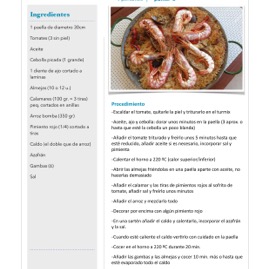 Ingredientes
1 paella de diametro 30cm
Tomates (3 sin piel)
Aceite
Cebolla picada (1 grande)
1 diente de ajo cortado a
laminas
Almejas (10 o 12 u.)
Calamares (100 gr. = 3 tiras)
peq. cortados en anillas
Arroz bomba (350 gr)
Pimiento rojo (1/4) cortado a
tiras
Caldo (el doble que de arroz)
Azafrán
Gambas (6)
Sal
Procedimiento
-Escaldar el tomate, quitarle la piel y triturarlo en el turmix
-Aceite, ajo y cebolla: dorar unos minutos en la paella (3 aprox. o
hasta que esté la cebolla un poco blanda)
-Añadir el tomate triturado y freirlo unos 5 minutos hasta que
esté reducido, añadir aceite si es necesario, incorporar sal y
pimienta
-Calentar el horno a 220 ºC (calor superior/inferior)
-Abrir las almejas friéndolas en una paella aparte con aceite, no
hacerlas demasiado
-Añadir el calamar y las tiras de pimientos rojos al sofrito de
tomate, añadir sal y freirlo unos minutos
-Añadir el arroz y mezclarlo todo
-Decorar por encima con algún pimiento rojo
-En una sartén añadir el caldo y calentarlo, incorporar el azafrán
y la sal.
-Cuando esté caliente el caldo verterlo con cuidado en la paella
-Cocer en el horno a 220 ºC durante 20 min.
-Añadir las gambas y las almejas y cocer 10 min. más o hasta que
esté evaporado todo el caldo